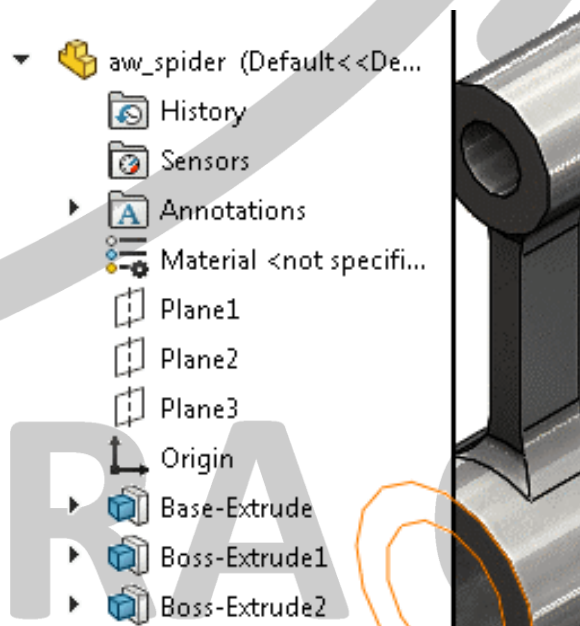 aw_spider (Default<<De...
History
Sensors
A Annotations
Material <not specifi...
Plane1
Plane2
Plane3
Origin
Base-Extrude
Boss-Extrude1
Boss-Extrude2